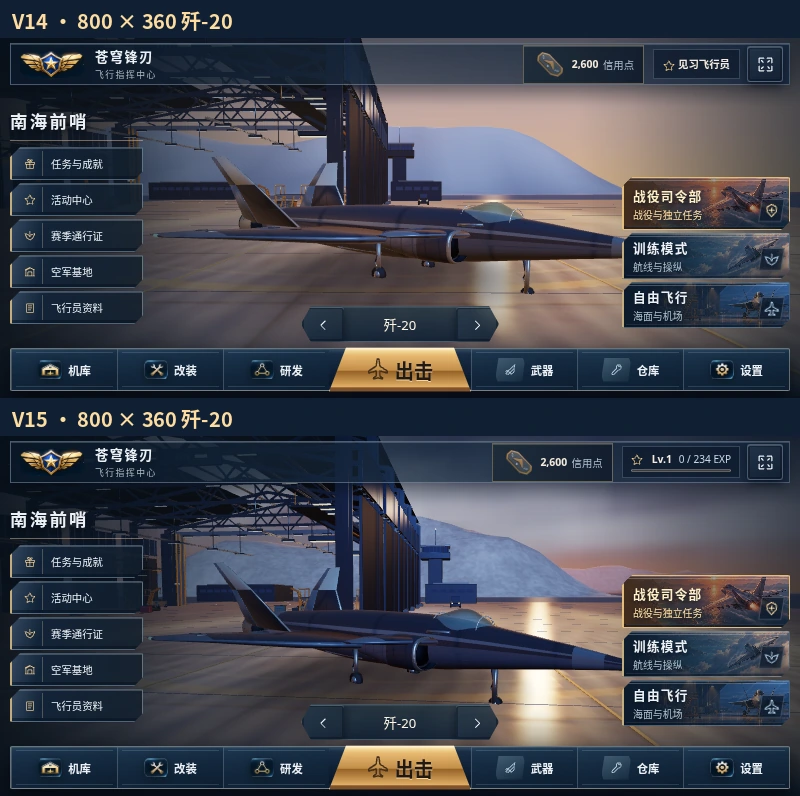 V14 · 800 × 360 歼-20
苍穹锋刃
飞行指挥中心
2,600 信用点
见习飞行员
南海前哨
任务与成就
活动中心
赛季通行证
空军基地
飞行员资料
战役司令部
战役与独立任务
训练模式
航线与操纵
自由飞行
海面与机场
歼-20
机库
改装
研发
出击
武器
仓库
设置
V15 · 800 × 360 歼-20
苍穹锋刃
飞行指挥中心
2,600 信用点
Lv.1 0 / 234 EXP
南海前哨
任务与成就
活动中心
赛季通行证
空军基地
飞行员资料
战役司令部
战役与独立任务
训练模式
航线与操纵
自由飞行
海面与机场
歼-20
机库
改装
研发
出击
武器
仓库
设置